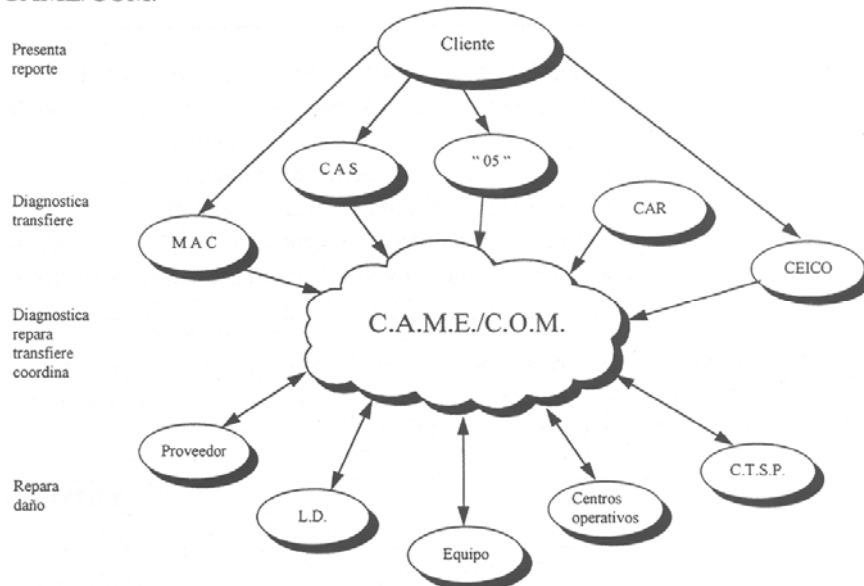 C.A.M.E./C.O.M.
Presenta
reporte
Cliente
C A S
" 05 "
Diagnostica
transfiere
M A C
CAR
CEICO
Diagnostica
repara
transfiere
coordina
C.A.M.E./C.O.M.
Proveedor
C.T.S.P.
Repara
daño
L.D.
Centros
operativos
Equipo